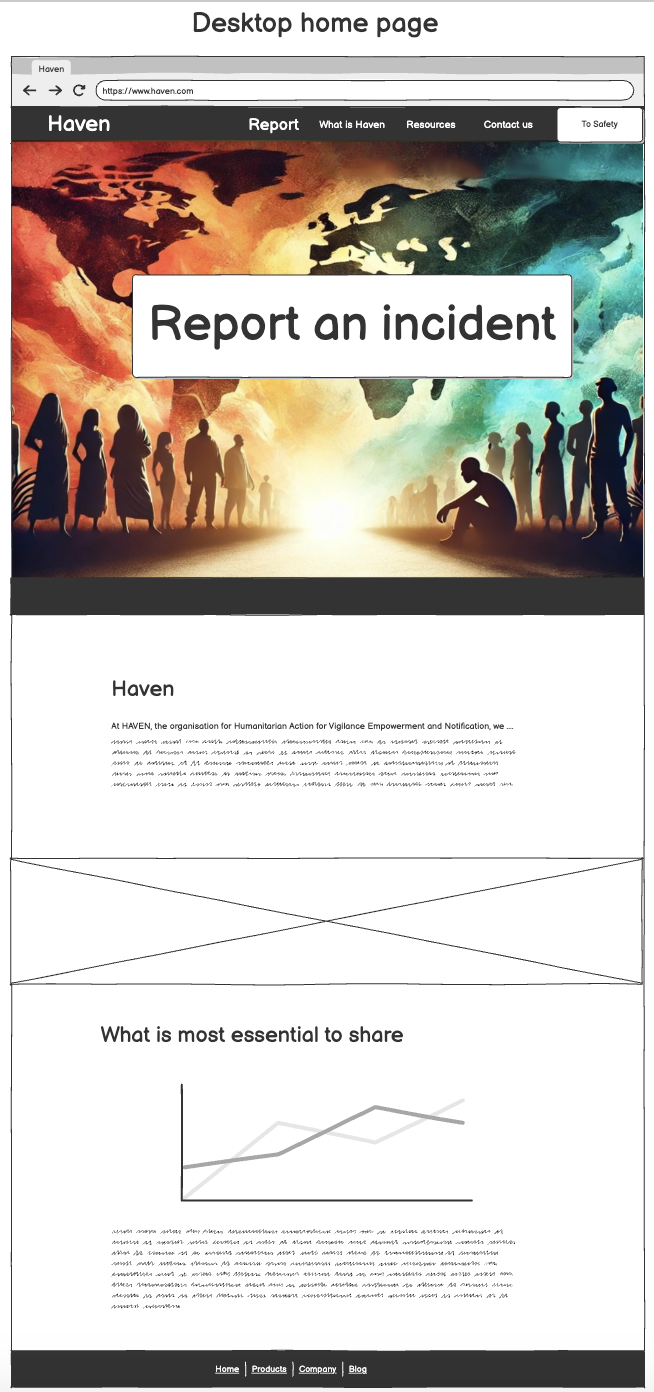 Desktop home page
Haven
https://www.haven.com
Haven Report What is Haven Resources Contact us To Safety
Report an incident
Haven
At HAVEN, the organisation for Humanitarian Action for Vigilance Empowerment and Notification, we ...
What is most essential to share
Home | Products | Company | Blog